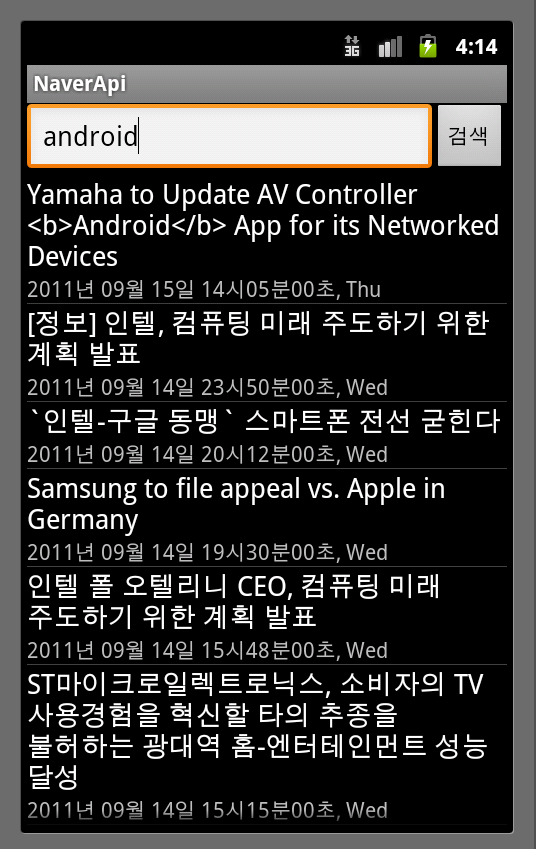 3G 4:14
NaverApi
android 검색
Yamaha to Update AV Controller
<b>Android</b> App for its Networked
Devices
2011년 09월 15일 14시05분00초, Thu
[정보] 인텔, 컴퓨팅 미래 주도하기 위한
계획 발표
2011년 09월 14일 23시50분00초, Wed
`인텔-구글 동맹` 스마트폰 전선 굳힌다
2011년 09월 14일 20시12분00초, Wed
Samsung to file appeal vs. Apple in
Germany
2011년 09월 14일 19시30분00초, Wed
인텔 폴 오텔리니 CEO, 컴퓨팅 미래
주도하기 위한 계획 발표
2011년 09월 14일 15시48분00초, Wed
ST마이크로일렉트로닉스, 소비자의 TV
사용경험을 혁신할 타의 추종을
불허하는 광대역 홈-엔터테인먼트 성능
달성
2011년 09월 14일 15시15분00초, Wed